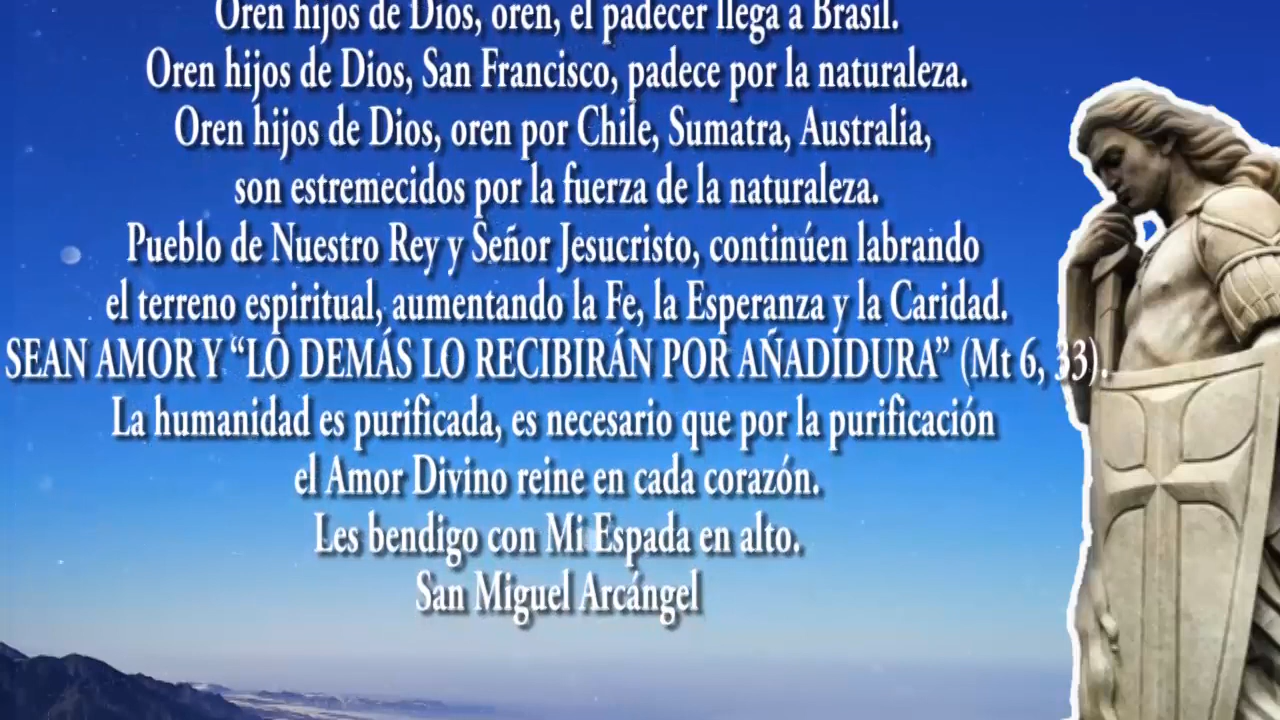 Oren hijos de Dios, oren, el padecer llega a Brasil.
Oren hijos de Dios, San Francisco, padece por la naturaleza.
Oren hijos de Dios, oren por Chile, Sumatra, Australia,
son estremecidos por la fuerza de la naturaleza.
Pueblo de Nuestro Rey y Señor Jesucristo, continúen labrando
el terreno espiritual, aumentando la Fe, la Esperanza y la Caridad.
SEAN AMOR Y “LO DEMÁS LO RECIBIRÁN POR AÑADIDURA” (Mt 6, 33).
La humanidad es purificada, es necesario que por la purificación
el Amor Divino reine en cada corazón.
Les bendigo con Mi Espada en alto.
San Miguel Arcángel